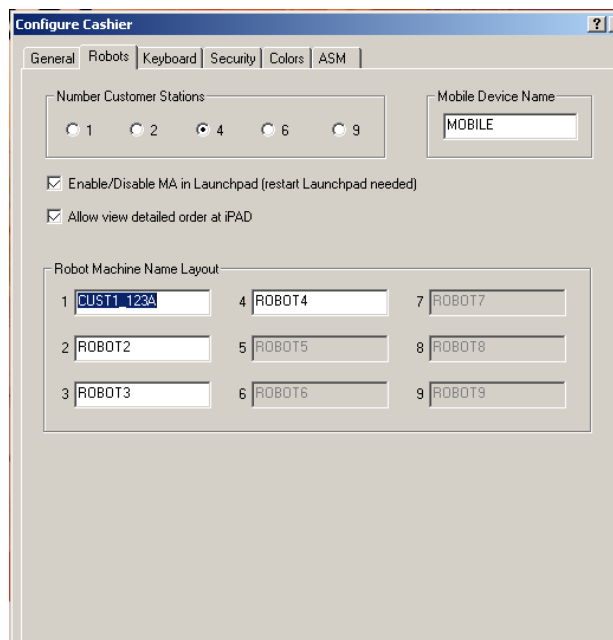 Configure Cashier ?
General Robots Keyboard Security Colors ASM
Number Customer Stations
1 2 4 6 9
Mobile Device Name
MOBILE
Enable/Disable MA in Launchpad (restart Launchpad needed)
Allow view detailed order at iPAD
Robot Machine Name Layout
1 CUST1_123A 4 ROBOT4 7 ROBOT7
2 ROBOT2 5 ROBOT5 8 ROBOT8
3 ROBOT3 6 ROBOT6 9 ROBOT9